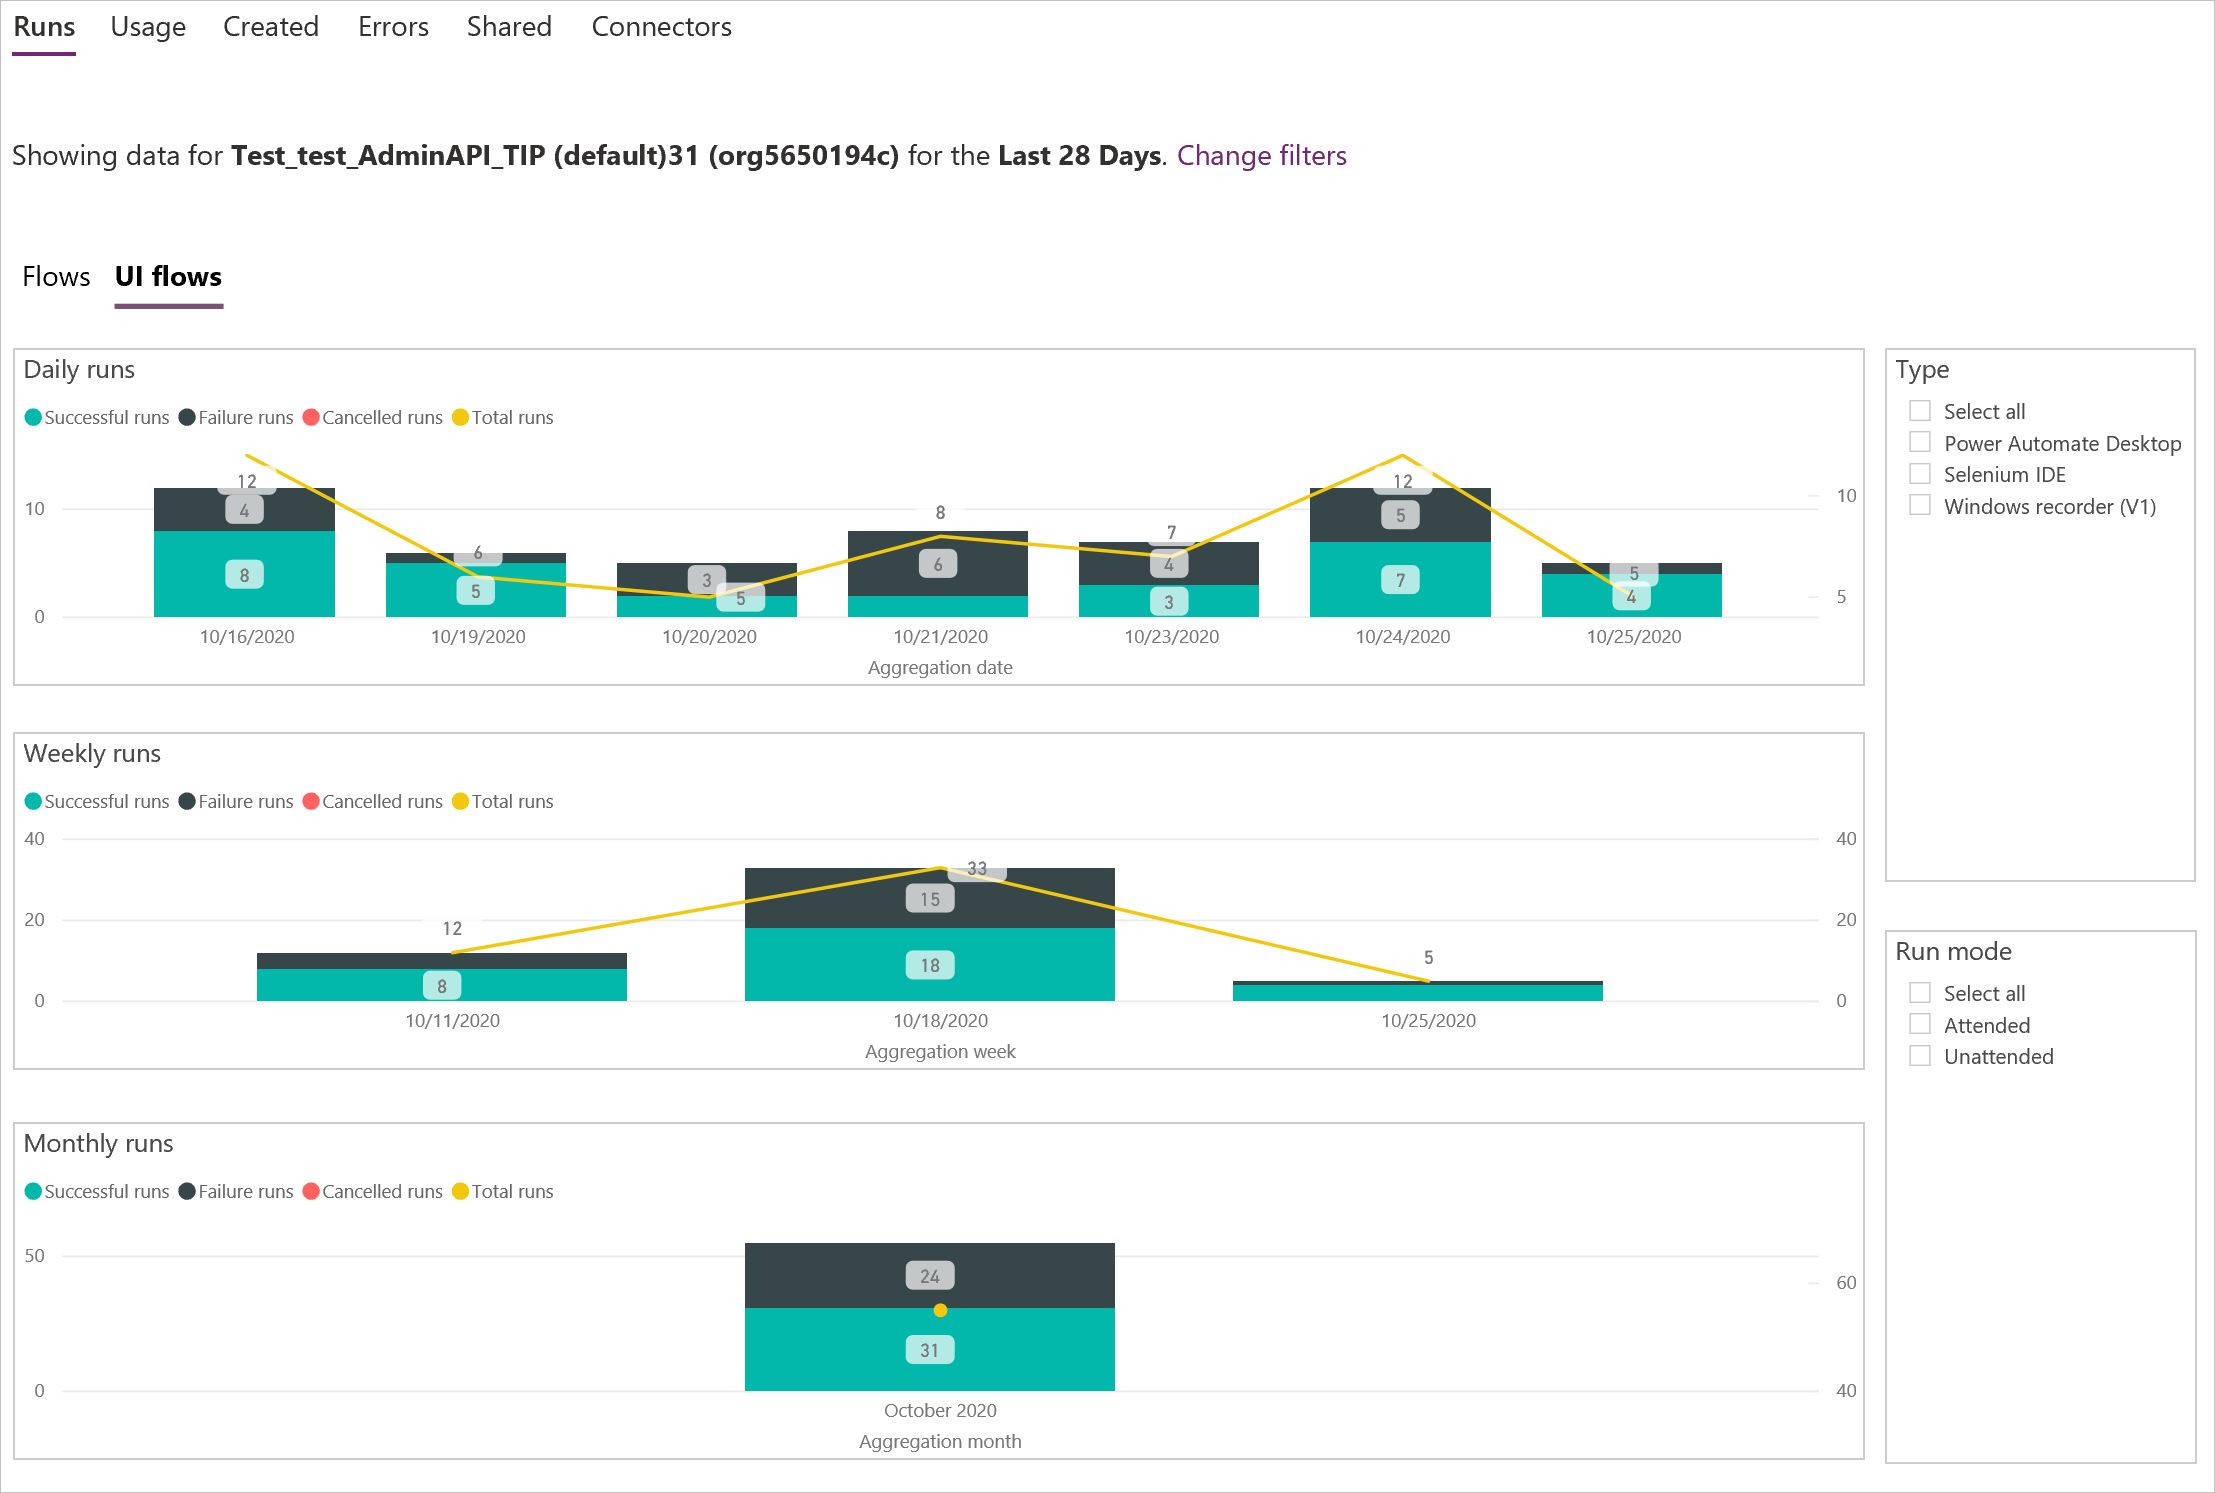 Runs Usage Created Errors Shared Connectors
Showing data for Test_test_AdminAPI_TIP (default)31 (org5650194c) for the Last 28 Days. Change filters
Flows UI flows
Daily runs
Successful runs Failure runs Cancelled runs Total runs
12 12
10 4 8 7 5 10
8 6 5 3 5 6 4 3 7 5 4
0 5
10/16/2020 10/19/2020 10/20/2020 10/21/2020 10/23/2020 10/24/2020 10/25/2020
Aggregation date
Type
Select all
Power Automate Desktop
Selenium IDE
Windows recorder (V1)
Weekly runs
Successful runs Failure runs Cancelled runs Total runs
40 40
33
15
20 12 20
5
18
8
0 0
10/11/2020 10/18/2020 10/25/2020
Aggregation week
Run mode
Select all
Attended
Unattended
Monthly runs
Successful runs Failure runs Cancelled runs Total runs
50
24 60
31
0 40
October 2020
Aggregation month